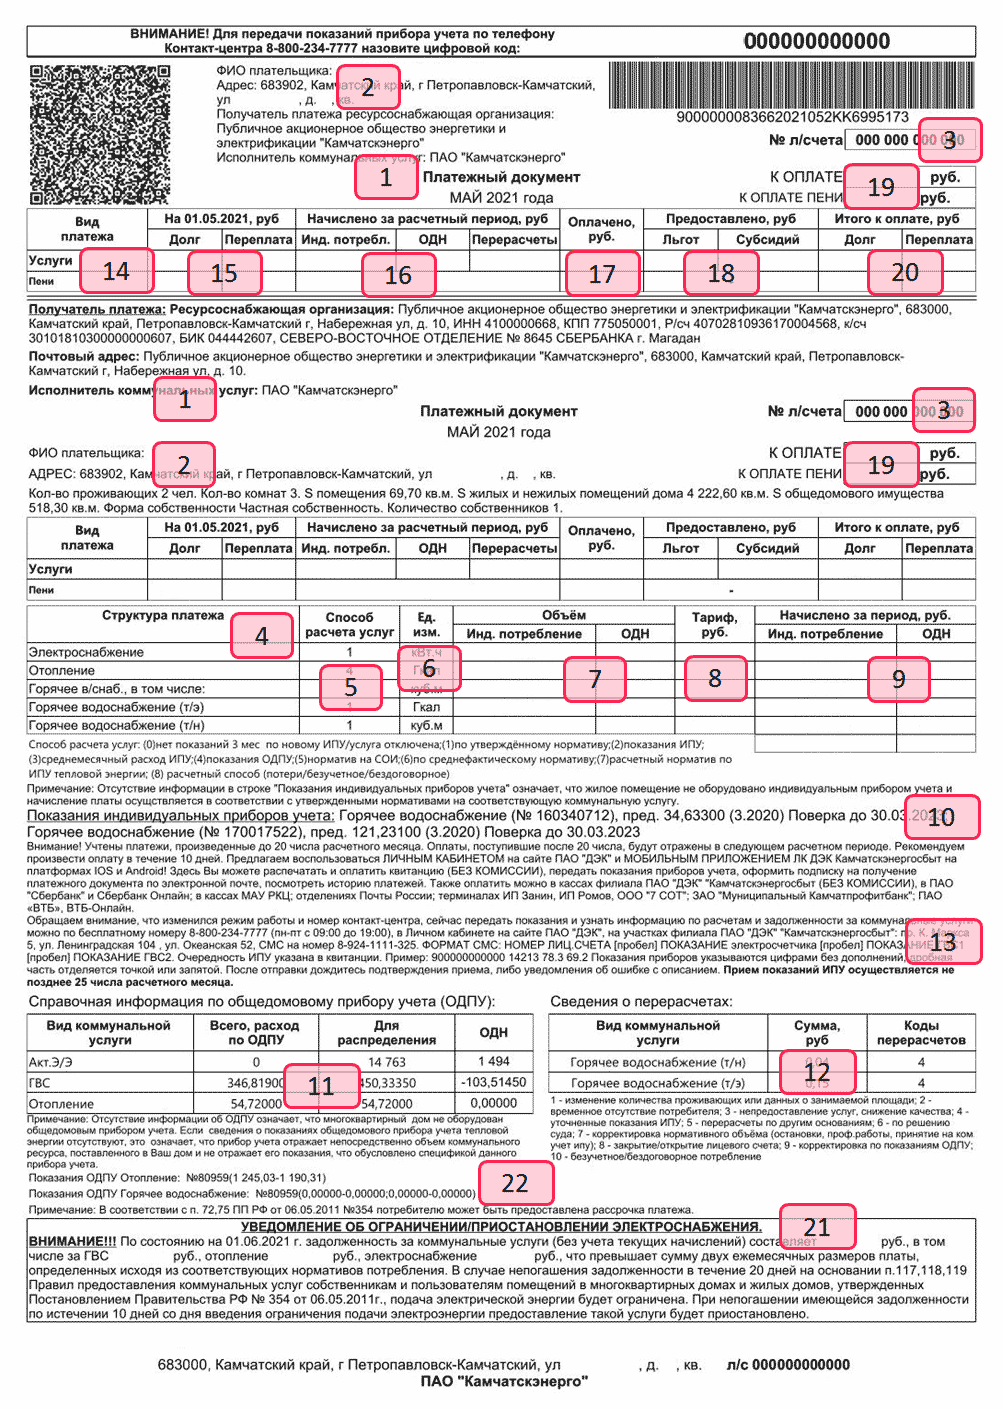 ВНИМАНИЕ! Для передачи показаний прибора учета по телефону
Контакт-центра 8-800-234-7777 назовите цифровой код:
000000000000
ФИО плательщика:
2
Адрес: 683902, Камчатский край, г Петропавловск-Камчатский,
ул , д. , кв.
Получатель платежа ресурсоснабжающая организация:
Публичное акционерное общество энергетики и
электрификации "Камчатскэнерго"
Исполнитель коммунальных услуг: ПАО "Камчатскэнерго"
1
9000000083662021052КК6995173
№ л/счета 000 000 000 000
3
Платежный документ
МАЙ 2021 года
К ОПЛАТЕ руб.
К ОПЛАТЕ ПЕНИ руб.
19
Вид платежа На 01.05.2021, руб Начислено за расчетный период, руб Оплачено, руб. Предоставлено, руб Итого к оплате, руб
Долг Переплата Инд. потребл. ОДН Перерасчеты Льгот Субсидий Долг Переплата
Услуги
Пени
14 15 16 17 18 20
Получатель платежа: Ресурсоснабжающая организация: Публичное акционерное общество энергетики и электрификации "Камчатскэнерго", 683000,
Камчатский край, Петропавловск-Камчатский г, Набережная ул, д. 10, ИНН 4100000668, КПП 775050001, Р/сч 40702810936170004568, к/сч
30101810300000000607, БИК 044442607, СЕВЕРО-ВОСТОЧНОЕ ОТДЕЛЕНИЕ № 8645 СБЕРБАНКА г. Магадан
Почтовый адрес: Публичное акционерное общество энергетики и электрификации "Камчатскэнерго", 683000, Камчатский край, Петропавловск-
Камчатский г, Набережная ул, д. 10.
Исполнитель коммунальных услуг: ПАО "Камчатскэнерго"
1
Платежный документ
МАЙ 2021 года
№ л/счета 000 000 000 000
3
ФИО плательщика:
2
АДРЕС: 683902, Камчатский край, г Петропавловск-Камчатский, ул , д. , кв.
К ОПЛАТЕ руб.
К ОПЛАТЕ ПЕНИ руб.
19
Кол-во проживающих 2 чел. Кол-во комнат 3. S помещения 69,70 кв.м. S жилых и нежилых помещений дома 4 222,60 кв.м. S общедомового имущества
518,30 кв.м. Форма собственности Частная собственность. Количество собственников 1.
Вид платежа На 01.05.2021, руб Начислено за расчетный период, руб Оплачено, руб. Предоставлено, руб Итого к оплате, руб
Долг Переплата Инд. потребл. ОДН Перерасчеты Льгот Субсидий Долг Переплата
Услуги
Пени -
Структура платежа Способ расчета услуг Ед. изм. Объём Тариф, руб. Начислено за период, руб.
Инд. потребление ОДН Инд. потребление ОДН
4
Электроснабжение 1 кВт.ч
Отопление 4 Гкал
Горячее в/снаб., в том числе: куб.м
Горячее водоснабжение (т/э) 1 Гкал
Горячее водоснабжение (т/н) 1 куб.м
5 6 7 8 9
Способ расчета услуг: (0)нет показаний 3 мес по новому ИПУ/услуга отключена;(1)по утверждённому нормативу;(2)показания ИПУ;
(3)среднемесячный расход ИПУ;(4)показания ОДПУ;(5)норматив на СОИ;(6)по среднефактическому нормативу;(7)расчетный норматив по
ИПУ тепловой энергии; (8) расчетный способ (потери/безучетное/бездоговорное)
Примечание: Отсутствие информации в строке "Показания индивидуальных приборов учета" означает, что жилое помещение не оборудовано индивидуальным прибором учета и
начисление платы осущствляется в соответствии с утвержденными нормативами на соответствующую коммунальную услугу.
Показания индивидуальных приборов учета: Горячее водоснабжение (№ 160340712), пред. 34,63300 (3.2020) Поверка до 30.03.2023,
10
Горячее водоснабжение (№ 170017522), пред. 121,23100 (3.2020) Поверка до 30.03.2023
Внимание! Учтены платежи, произведенные до 20 числа расчетного месяца. Оплаты, поступившие после 20 числа, будут отражены в следующем расчетном периоде. Рекомендуем
произвести оплату в течение 10 дней. Предлагаем воспользоваться ЛИЧНЫМ КАБИНЕТОМ на сайте ПАО "ДЭК" и МОБИЛЬНЫМ ПРИЛОЖЕНИЕМ ЛК ДЭК Камчатскэнергосбыт на
платформах IOS и Android! Здесь Вы можете распечатать и оплатить квитанцию (БЕЗ КОМИССИИ), передать показания приборов учета, оформить подписку на получение
платежного документа по электронной почте, посмотреть историю платежей. Также оплатить можно в кассах филиала ПАО "ДЭК" "Камчатскэнергосбыт (БЕЗ КОМИССИИ), в ПАО
"Сбербанк и Сбербанк Онлайн; в кассах МАУ РКЦ; отделениях Почты России; терминалах ИП Занин, ИП Ромов, ООО "7 СОТ"; ЗАО "Муниципальный Камчатпрофитбанк"; ПАО
«ВТБ», ВТБ-Онлайн.
Обращаем внимание, что изменился режим работы и номер контакт-центра, сейчас передать показания и узнать информацию по расчетам и задолженности за коммунальные услуги
можно по бесплатному номеру 8-800-234-7777 (пн-пт с 09:00 до 19:00), в Личном кабинете на сайте ПАО "ДЭК", на участках филиала ПАО "ДЭК" "Камчатскэнергосбыт": пр. К. Маркса
5, ул. Ленинградская 104 , ул. Океанская 52, СМС на номер 8-924-1111-325. ФОРМАТ СМС: НОМЕР ЛИЦ.СЧЕТА [пробел] ПОКАЗАНИЕ электросчетчика [пробел] ПОКАЗАНИЕ ГВС1
[пробел] ПОКАЗАНИЕ ГВС2. Очередность ИПУ указана в квитанции. Пример: 900000000000 14213 78.3 69.2 Показания приборов указываются цифрами без дополнений, дробная
часть отделяется точкой или запятой. После отправки дождитесь подтверждения приема, либо уведомления об ошибке с описанием. Прием показаний ИПУ осуществляется не
позднее 25 числа расчетного месяца.
13
Справочная информация по общедомовому прибору учета (ОДПУ):
Вид коммунальной услуги Всего, расход по ОДПУ Для распределения ОДН
Акт.Э/Э 0 14 763 1 494
ГВС 346,81900 450,33350 -103,51450
Отопление 54,72000 54,72000 0,00000
11
Примечание: Отсутствие информации об ОДПУ означает, что многоквартирный дом не оборудован
общедомовым прибором учета. Если сведения о показаниях общедомового прибора учета тепловой
энергии отсутствуют, это означает, что прибор учета отражает непосредственно объем коммунального
ресурса, поставленного в Ваш дом и не отражает его показания, что обусловлено спецификой данного
прибора учета.
Показания ОДПУ Отопление: №80959(1 245,03-1 190,31)
Показания ОДПУ Горячее водоснабжение: №80959(0,00000-0,00000;0,00000-0,00000)
22
Примечание: В соответствии с п. 72,75 ПП РФ от 06.05.2011 №354 потребителю может быть предоставлена рассрочка платежа.
Сведения о перерасчетах:
Вид коммунальной услуги Сумма, руб Коды перерасчетов
Горячее водоснабжение (т/н) 4
Горячее водоснабжение (т/э) 4
12
1 - изменение количества проживающих или данных о занимаемой площади; 2 -
временное отсутствие потребителя; 3 - непредоставление услуг, снижение качества; 4 -
уточненные показания ИПУ; 5 - перерасчеты по другим основаниям; 6 - по решению
суда; 7 - корректировка нормативного объёма (остановки, проф.работы, принятие на ком
учет ипу); 8 - закрытие/открытие лицевого счета; 9 - корректировка по показаниям ОДПУ;
10 - безучетное/бездоговорное потребление
21
УВЕДОМЛЕНИЕ ОБ ОГРАНИЧЕНИИ/ПРИОСТАНОВЛЕНИИ ЭЛЕКТРОСНАБЖЕНИЯ.
ВНИМАНИЕ!!! По состоянию на 01.06.2021 г. задолженность за коммунальные услуги (без учета текущих начислений) составляет руб., в том
числе за ГВС руб., отопление руб., электроснабжение руб., что превышает сумму двух ежемесячных размеров платы,
определенных исходя из соответствующих нормативов потребления. В случае непогашения задолженности в течение 20 дней на основании п.117,118,119
Правил предоставления коммунальных услуг собственникам и пользователям помещений в многоквартирных домах и жилых домов, утвержденных
Постановлением Правительства РФ № 354 от 06.05.2011г., подача электрической энергии будет ограничена. При непогашении имеющейся задолженности
по истечении 10 дней со дня введения ограничения подачи электроэнергии предоставление такой услуги будет приостановлено.
683000, Камчатский край, г Петропавловск-Камчатский, ул , д. , кв. л/с 000000000000
ПАО "Камчатскэнерго"